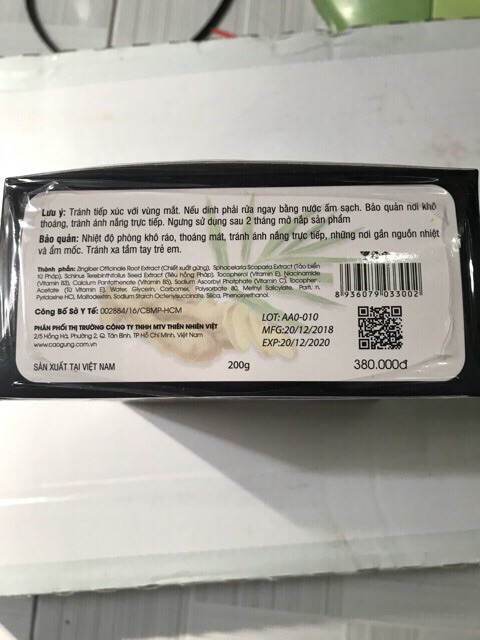 Lưu ý: Tránh tiếp xúc với vùng mắt. Nếu dính phải rửa ngay bằng nước ấm sạch. Bảo quản nơi khô
thoáng, tránh ánh nắng trực tiếp. Ngưng sử dụng sau 2 tháng mở nắp sản phẩm
Bảo quản: Nhiệt độ phòng khô ráo, thoáng mát, tránh ánh nắng trực tiếp, những nơi gần nguồn nhiệt
và ẩm mốc. Tránh xa tầm tay trẻ em.
Thành phần: Zingiber Officinale Root Extract (Chiết xuất gừng), Sphacelaria Scoparia Extract (Tảo biển
từ Pháp), Schinus Terebinthifolius Seed Extract (Tiêu hồng Pháp), Tocopherol (Vitamin E), Niacinamide
(Vitamin B3), Calcium Pantothenate (Vitamin B5), Sodium Ascorbyl Phosphate (Vitamin C), Tocopheryl
Acetate (Từ Vitamin E), Water, Glycerin, Carbomer, Polysorbate 80, Methyl Salicylate,
Pyridoxine HCl, Maltodextrin, Sodium Starch Octenylsuccinate, Silica, Phenoxyethanol.
8 936079 033002
Công Bố Sở Y Tế: 002884/16/CBMP-HCM
PHÂN PHỐI THỊ TRƯỜNG CÔNG TY TNHH MTV THIÊN NHIÊN VIỆT
2/5 Hồng Hà, Phường 2, Q. Tân Bình, TP Hồ Chí Minh, Việt Nam
www.caogung.com.vn
SẢN XUẤT TẠI VIỆT NAM
200g
LOT: AA0-010
MFG:20/12/2018
EXP:20/12/2020
380.000đ